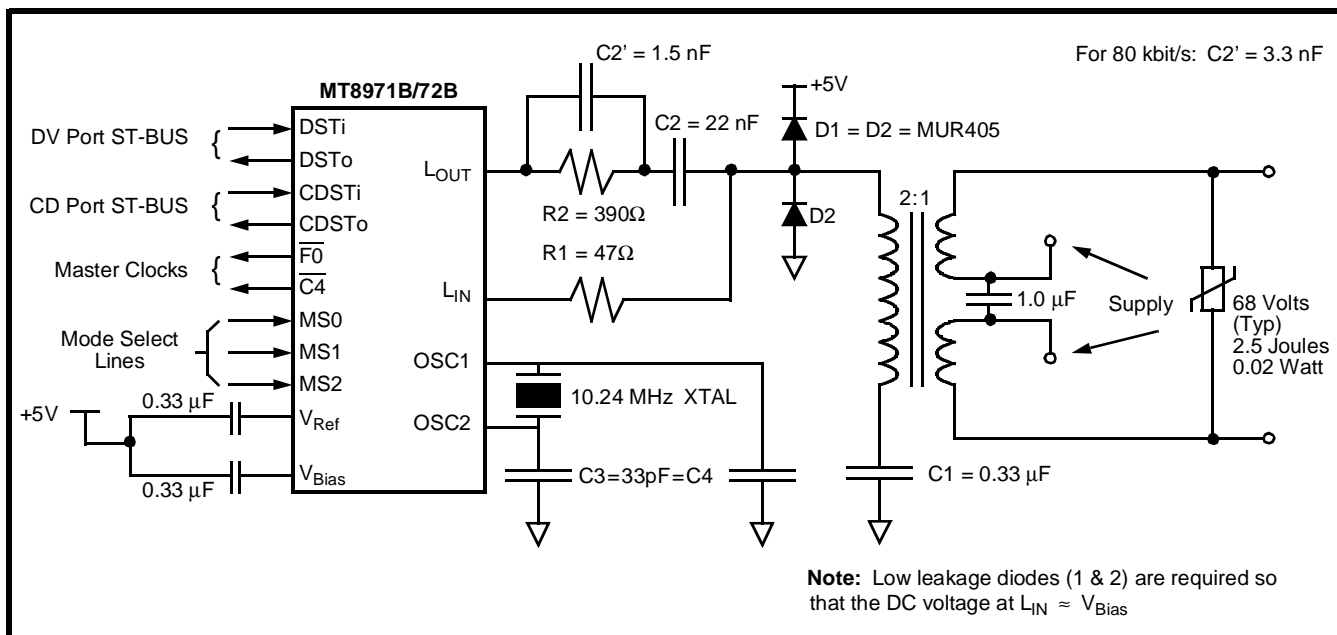 C2’ = 1.5 nF
For 80 kbit/s: C2’ = 3.3 nF
MT8971B/72B
+5V
DV Port ST-BUS {
DSTi
DSTo
C2 = 22 nF
D1 = D2 = MUR405
LOUT
CD Port ST-BUS {
CDSTi
CDSTo
R2 = 390Ω
D2
2:1
Master Clocks {
F0
C4
R1 = 47Ω
LIN
1.0 μF
Supply
68 Volts
(Typ)
2.5 Joules
0.02 Watt
Mode Select
Lines
MS0
MS1
MS2
OSC1
10.24 MHz XTAL
OSC2
+5V
0.33 μF
VRef
0.33 μF
VBias
C3=33pF=C4
C1 = 0.33 μF
Note: Low leakage diodes (1 & 2) are required so
that the DC voltage at LIN ≈ VBias